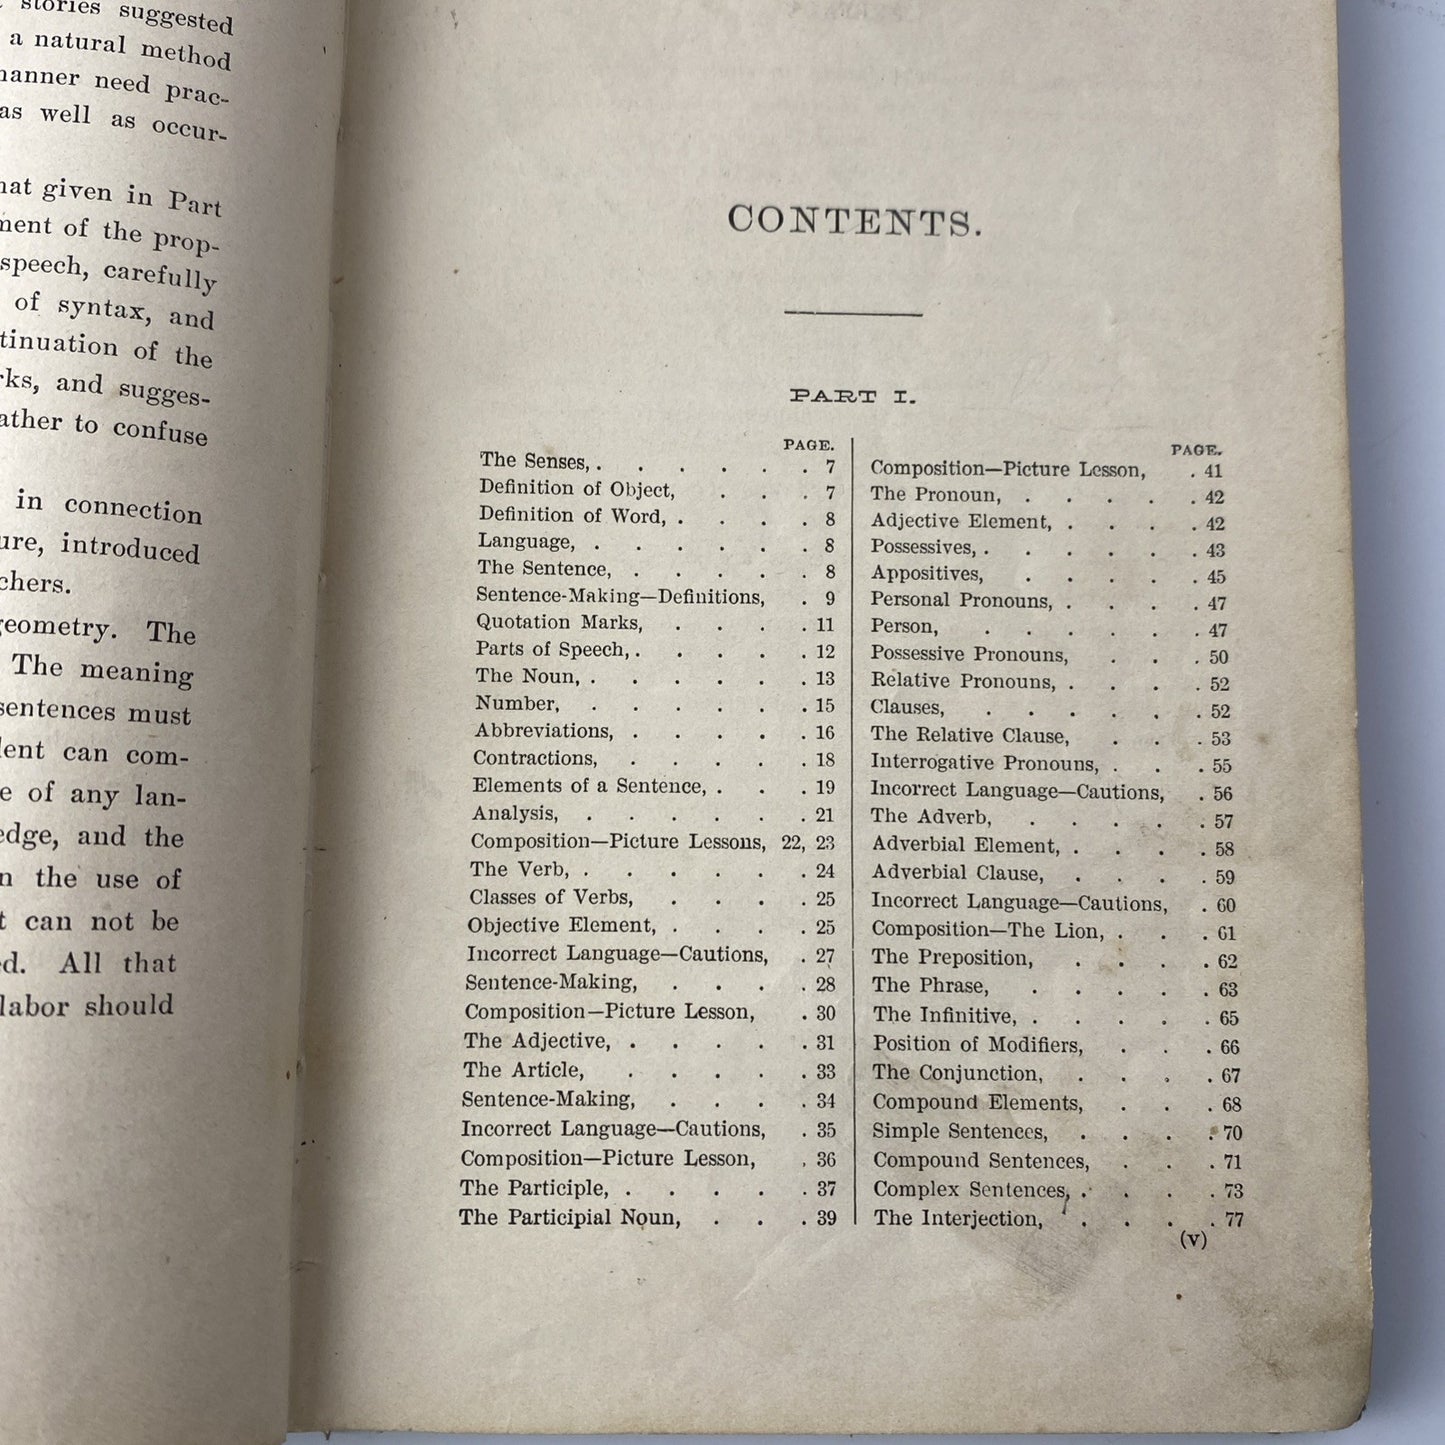 stories suggested
a natural method
manner need prac-
as well as occur-
that given in Part
of the prop-
speech, carefully
of syntax, and
of the
and sugges-
to confuse
in connection
introduced
geometry. The
The meaning
sentences must
can com-
of any lan-
and the
the use of
can not be
All that
labor should
CONTENTS.
PART I.
PAGE.
The Senses, . . . . . . 7
Definition of Object, . . . 7
Definition of Word, . . . . 8
Language, . . . . . . 8
The Sentence, . . . . . 8
Sentence-Making—Definitions, . 9
Quotation Marks, . . . . 11
Parts of Speech, . . . . . 12
The Noun, . . . . . . 13
Number, . . . . . . 15
Abbreviations, . . . . . 16
Contractions, . . . . . 18
Elements of a Sentence, . . . 19
Analysis, . . . . . . 21
Composition—Picture Lessons, 22, 23
The Verb, . . . . . . 24
Classes of Verbs, . . . . 25
Objective Element, . . . . 25
Incorrect Language—Cautions, . 27
Sentence-Making, . . . . 28
Composition—Picture Lesson, . 30
The Adjective, . . . . . 31
The Article, . . . . . 33
Sentence-Making, . . . . 34
Incorrect Language—Cautions, . 35
Composition—Picture Lesson, . 36
The Participle, . . . . . 37
The Participial Noun, . . . 39
PAGE.
Composition—Picture Lesson, . 41
The Pronoun, . . . . . 42
Adjective Element, . . . . 42
Possessives, . . . . . . 43
Appositives, . . . . . 45
Personal Pronouns, . . . . 47
Person, . . . . . . 47
Possessive Pronouns, . . . 50
Relative Pronouns, . . . . 52
Clauses, . . . . . . 52
The Relative Clause, . . . 53
Interrogative Pronouns, . . . 55
Incorrect Language—Cautions, . 56
The Adverb, . . . . . 57
Adverbial Element, . . . . 58
Adverbial Clause, . . . . 59
Incorrect Language—Cautions, . 60
Composition—The Lion, . . . 61
The Preposition, . . . . 62
The Phrase, . . . . . 63
The Infinitive, . . . . . 65
Position of Modifiers, . . . 66
The Conjunction, . . . . 67
Compound Elements, . . . 68
Simple Sentences, . . . . 70
Compound Sentences, . . . 71
Complex Sentences, . . . . 73
The Interjection, . . . . 77
(v)